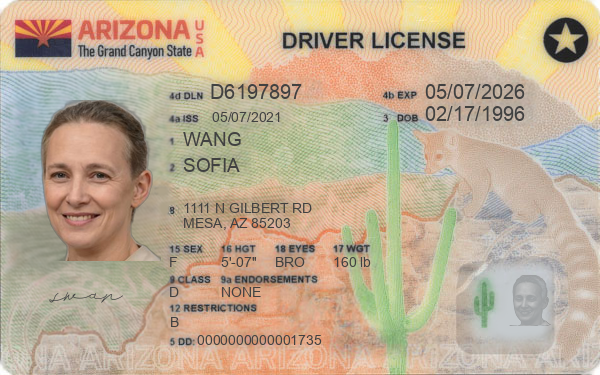 ARIZONA USA
The Grand Canyon State
DRIVER LICENSE
4d DLN D6197897
4b EXP 05/07/2026
4a ISS 05/07/2021
3 DOB 02/17/1996
1 WANG
2 SOFIA
8 1111 N GILBERT RD
MESA, AZ 85203
15 SEX 16 HGT 18 EYES 17 WGT
F 5'-07" BRO 160 lb
9 CLASS 9a ENDORSEMENTS
D NONE
12 RESTRICTIONS
B
5 DD: 0000000000001735
ARIZONA ARIZONA ARIZONA ARIZONA